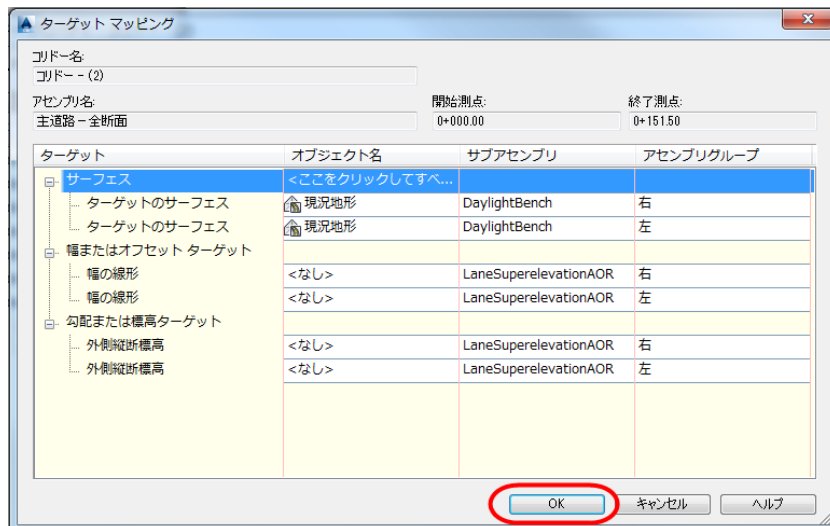 ターゲット マッピング
コリドー名:
コリドー - (2)
アセンブリ名:
開始測点:
終了測点:
主道路 - 全断面
0+000.00
0+151.50
ターゲット オブジェクト名 サブアセンブリ アセンブリグループ
サーフェス <ここをクリックしてすべ...
ターゲットのサーフェス 現況地形 DaylightBench 右
ターゲットのサーフェス 現況地形 DaylightBench 左
幅またはオフセット ターゲット
幅の線形 <なし> LaneSuperelevationAOR 右
幅の線形 <なし> LaneSuperelevationAOR 左
勾配または標高ターゲット
外側縦断標高 <なし> LaneSuperelevationAOR 右
外側縦断標高 <なし> LaneSuperelevationAOR 左
OK キャンセル ヘルプ